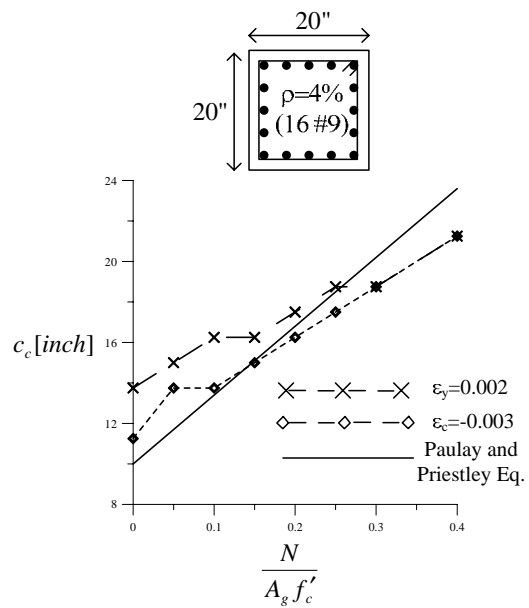 20"
20"
ρ=4%
(16 #9)
24
20
16
12
8
c_c [inch]
ε_y=0.002
ε_c=-0.003
Paulay and
Priestley Eq.
0
0.1
0.2
0.3
0.4
N
A_g f'_c